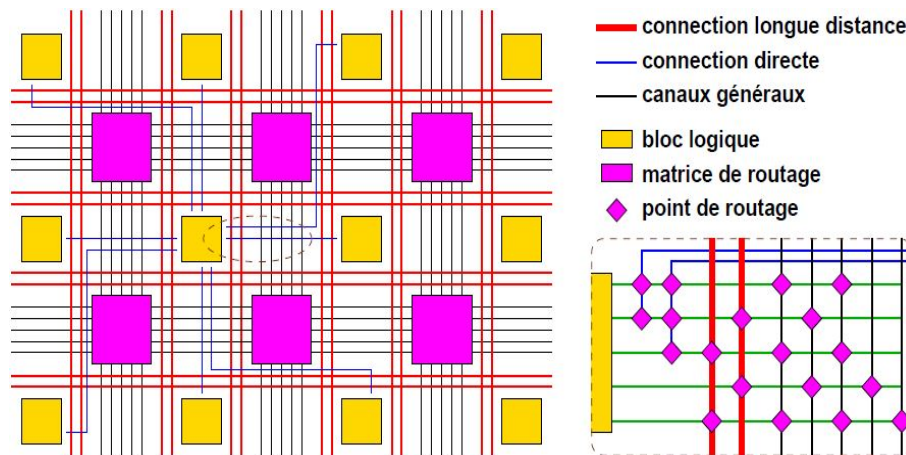 connection longue distance
connection directe
canaux généraux
bloc logique
matrice de routage
point de routage